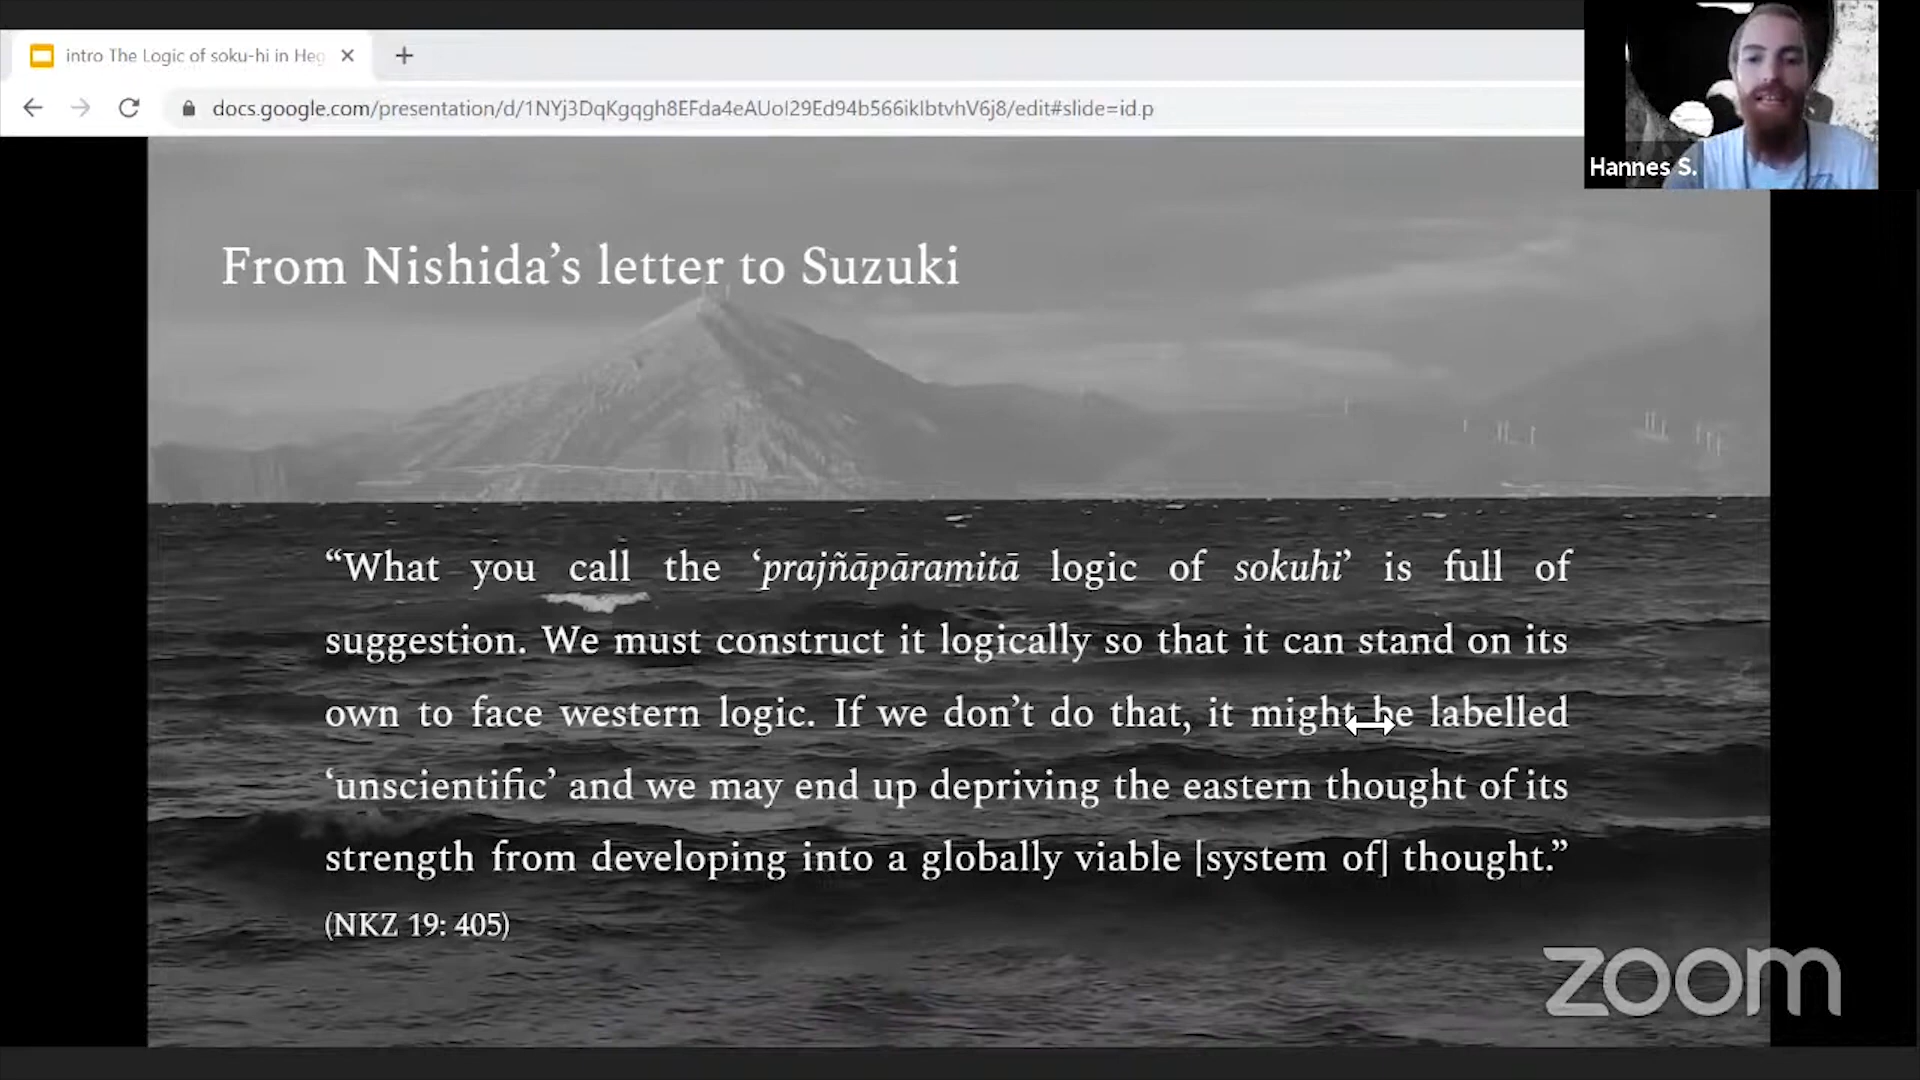 intro The Logic of soku-hi in Heg
docs.google.com/presentation/d/1NYj3DqKgqgh8EFda4eAUoI29Ed94b566ikIbtvhV6j8/edit#slide=id.p
Hannes S.
From Nishida’s letter to Suzuki
“What you call the ‘prajñāpāramitā logic of sokuhi’ is full of
suggestion. We must construct it logically so that it can stand on its
own to face western logic. If we don’t do that, it might be labelled
‘unscientific’ and we may end up depriving the eastern thought of its
strength from developing into a globally viable [system of] thought.”
(NKZ 19: 405)
zoom